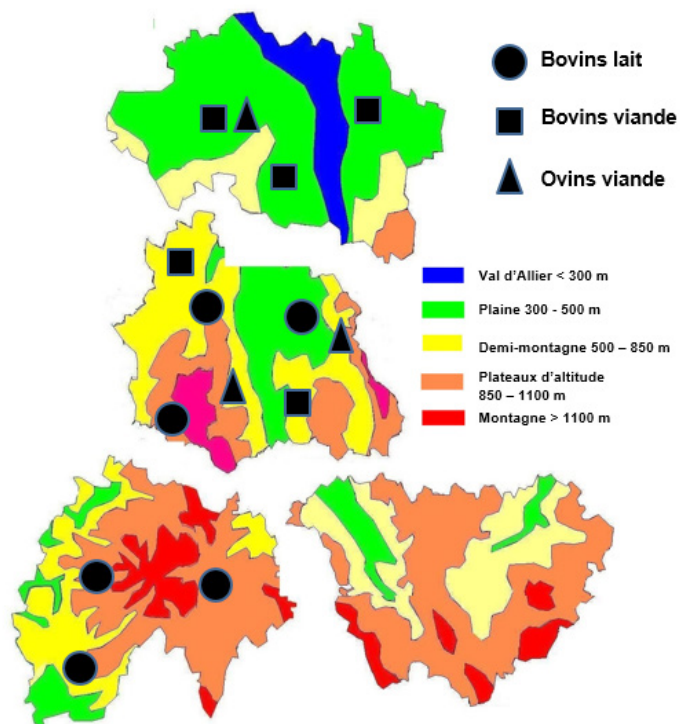 Bovins lait
Bovins viande
Ovins viande
Val d'Allier < 300 m
Plaine 300 - 500 m
Demi-montagne 500 – 850 m
Plateaux d'altitude
850 – 1100 m
Montagne > 1100 m